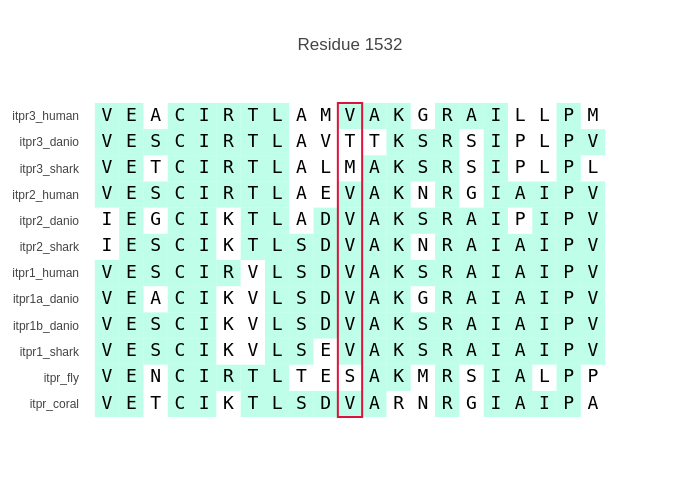 Residue 1532
itpr3_human V E A C I R T L A M V A K G R A I L L P M
itpr3_danio V E S C I R T L A V T T K S R S I P L P V
itpr3_shark V E T C I R T L A L M A K S R S I P L P L
itpr2_human V E S C I R T L A E V A K N R G I A I P V
itpr2_danio I E G C I K T L A D V A K S R A I P I P V
itpr2_shark I E S C I K T L S D V A K N R A I A I P V
itpr1_human V E S C I R V L S D V A K S R A I A I P V
itpr1a_danio V E A C I K V L S D V A K G R A I A I P V
itpr1b_danio V E S C I K V L S D V A K S R A I A I P V
itpr1_shark V E S C I K V L S E V A K S R A I A I P V
itpr_fly V E N C I R T L T E S A K M R S I A L P P
itpr_coral V E T C I K T L S D V A R N R G I A I P A